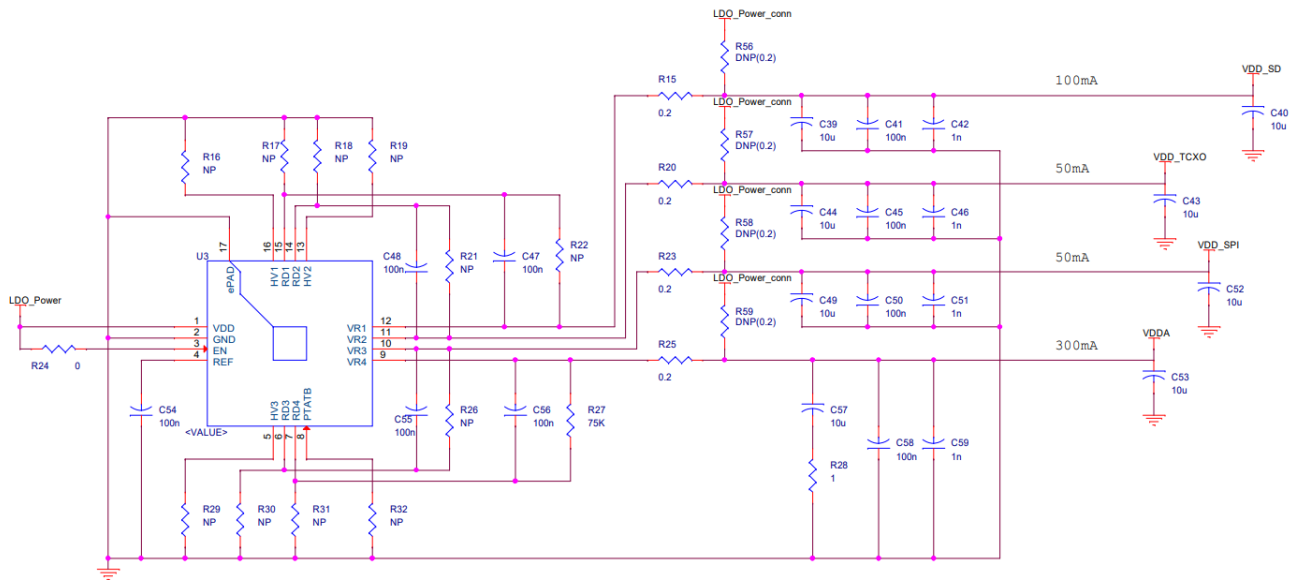 LDO_Power_conn
R56
DNP(0.2)
R15
0.2
100mA
VDD_SD
C40
10u
LDO_Power_conn
R57
DNP(0.2)
C39
10u
C41
100n
C42
1n
R16
NP
R17
NP
R18
NP
R19
NP
R20
0.2
50mA
VDD_TCXO
C43
10u
LDO_Power_conn
R58
DNP(0.2)
C44
10u
C45
100n
C46
1n
17
16
15
14
13
U3
ePAD
HV1
RD1
RD2
HV2
C48
100n
R21
NP
C47
100n
R22
NP
R23
0.2
50mA
VDD_SPI
C52
10u
LDO_Power_conn
R59
DNP(0.2)
C49
10u
C50
100n
C51
1n
LDO_Power
1
VDD
2
GND
3
EN
4
REF
VR1
12
VR2
11
VR3
10
VR4
9
R24
0
R25
0.2
300mA
VDDA
C53
10u
C54
100n
<VALUE>
HV3
RD3
RD4
PTATB
5
6
7
8
C55
100n
R26
NP
C56
100n
R27
75K
C57
10u
R28
1
C58
100n
C59
1n
R29
NP
R30
NP
R31
NP
R32
NP